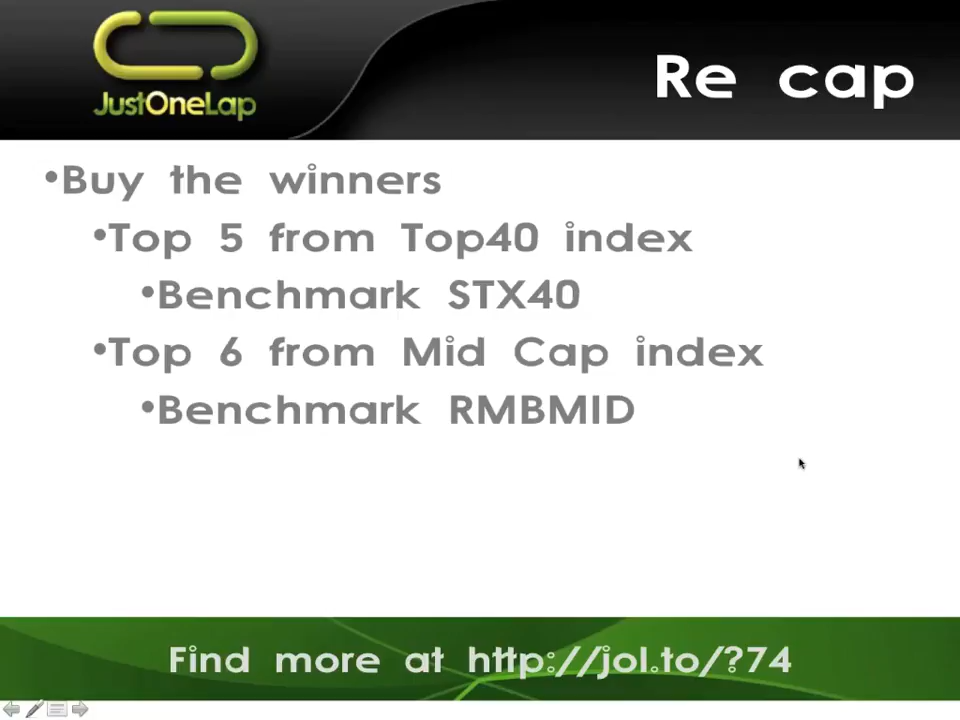 JustOneLap
Re cap
•Buy the winners
•Top 5 from Top40 index
•Benchmark STX40
•Top 6 from Mid Cap index
•Benchmark RMBMID
Find more at http://jol.to/?74